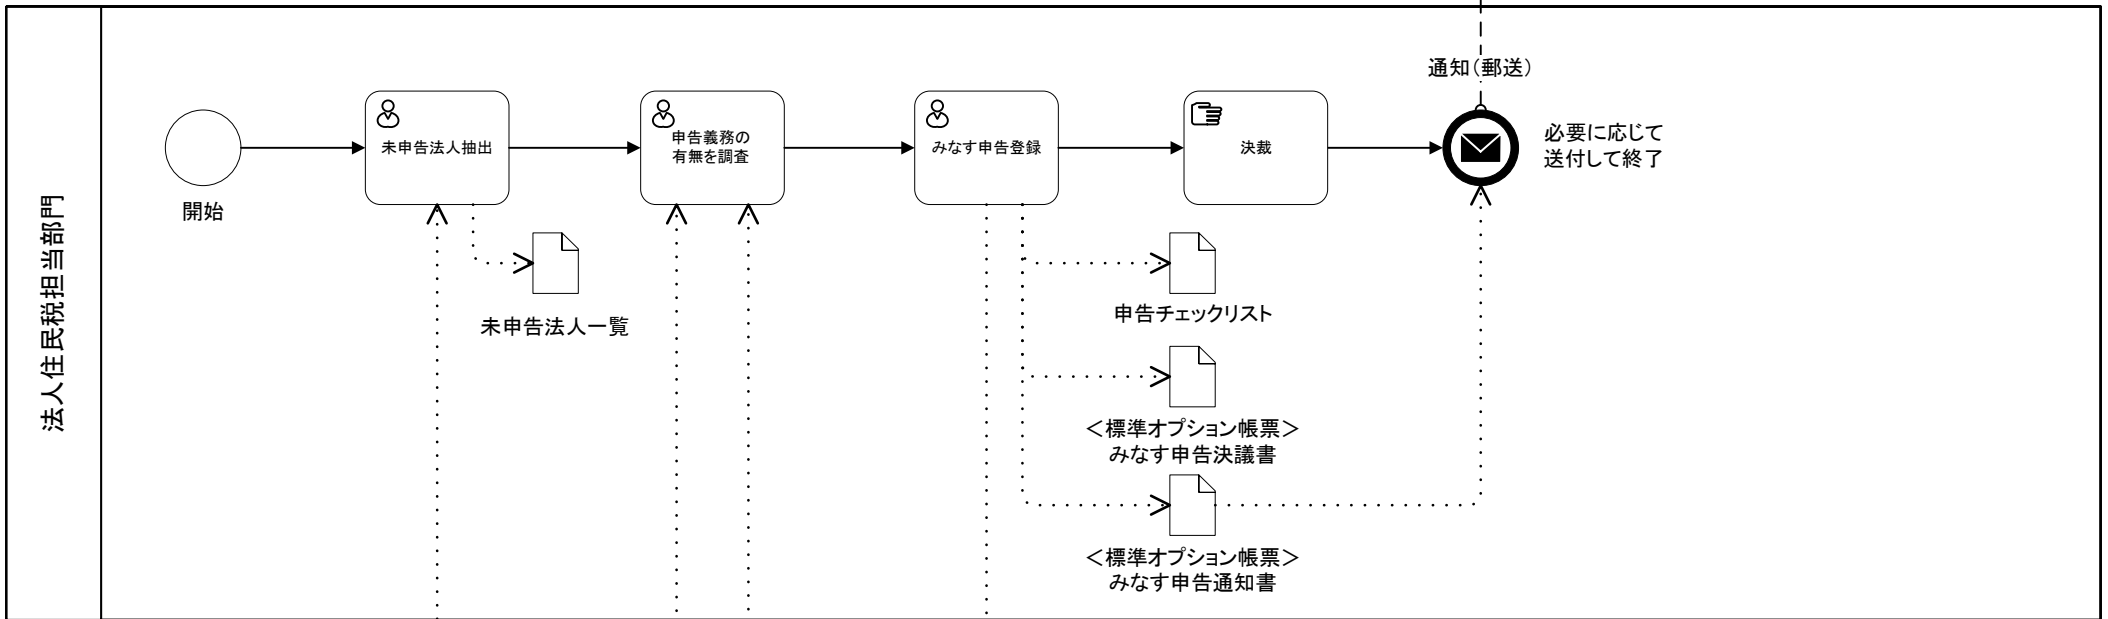 法人住民税担当部門
通知(郵送)
開始
未申告法人抽出
申告義務の
有無を調査
みなす申告登録
決裁
必要に応じて
送付して終了
未申告法人一覧
申告チェックリスト
＜標準オプション帳票＞
みなす申告決議書
＜標準オプション帳票＞
みなす申告通知書